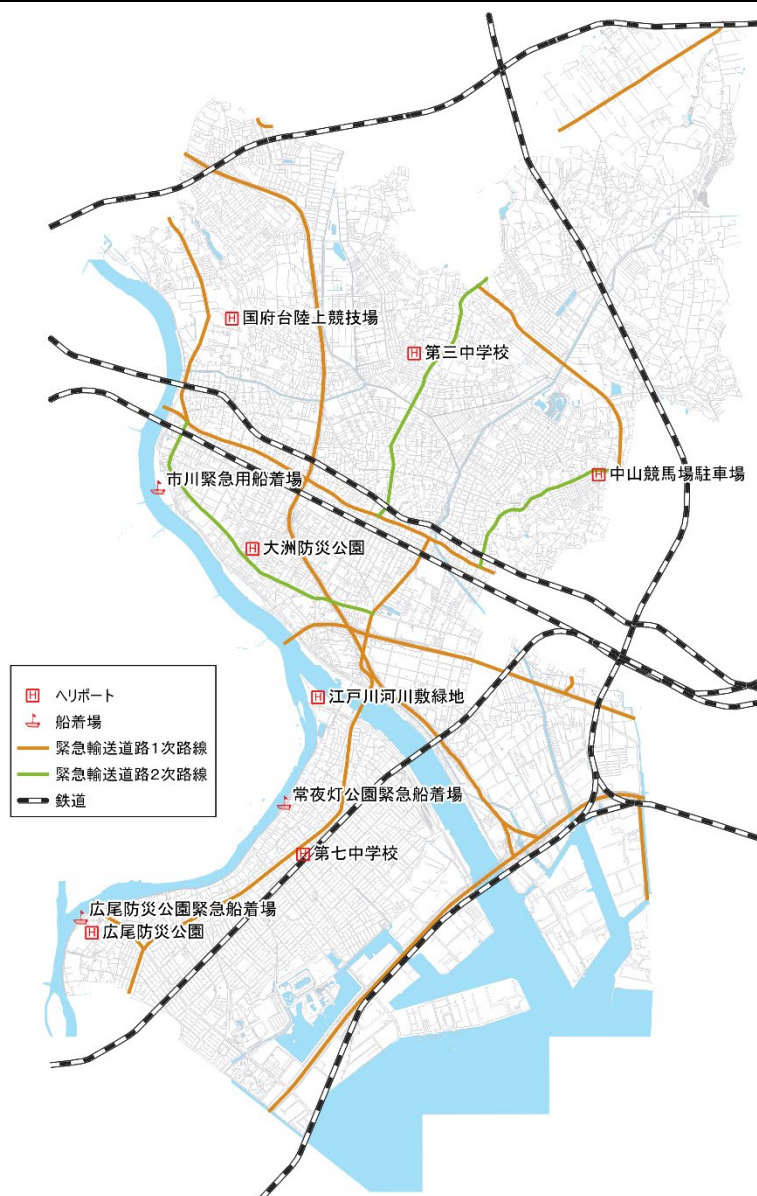 国府台陸上競技場
第三中学校
中山競馬場駐車場
市川緊急用船着場
大洲防災公園
江戸川河川敷緑地
常夜灯公園緊急船着場
第七中学校
広尾防災公園緊急船着場
広尾防災公園
ヘリポート
船着場
緊急輸送道路1次路線
緊急輸送道路2次路線
鉄道